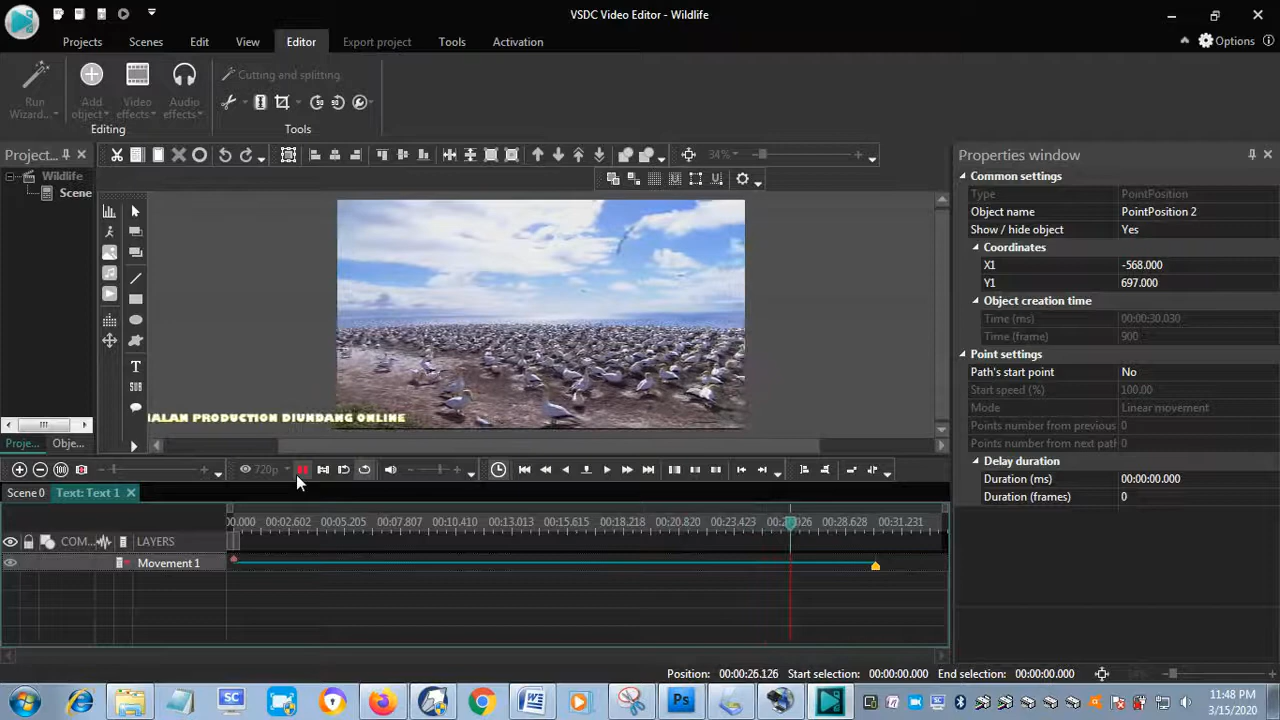 VSDC Video Editor - Wildlife
Projects Scenes Edit View Editor Export project Tools Activation Options
Run Wizard...
Add object
Video effects
Audio effects
Cutting and splitting
Editing
Tools
Project...
34%
Wildlife
Scene
Proje...
Obje...
ALAN PRODUCTION DIUNDANG ONLINE
Properties window
Common settings
Type PointPosition
Object name PointPosition 2
Show / hide object Yes
Coordinates
X1 -568.000
Y1 697.000
Object creation time
Time (ms) 00:00:30.030
Time (frame) 900
Point settings
Path's start point No
Start speed (%) 100.00
Mode Linear movement
Points number from previous 0
Points number from next path 0
Delay duration
Duration (ms) 00:00:00.000
Duration (frames) 0
720p
Scene 0 Text: Text 1
00.000 00:02.602 00:05.205 00:07.807 00:10.410 00:13.013 00:15.615 00:18.218 00:20.820 00:23.423 00:2 026 00:28.628 00:31.231
COM... LAYERS
Movement 1
Position: 00:00:26.126 Start selection: 00:00:00.000 End selection: 00:00:00.000
SC
W
Ps
SC
11:48 PM
3/15/2020